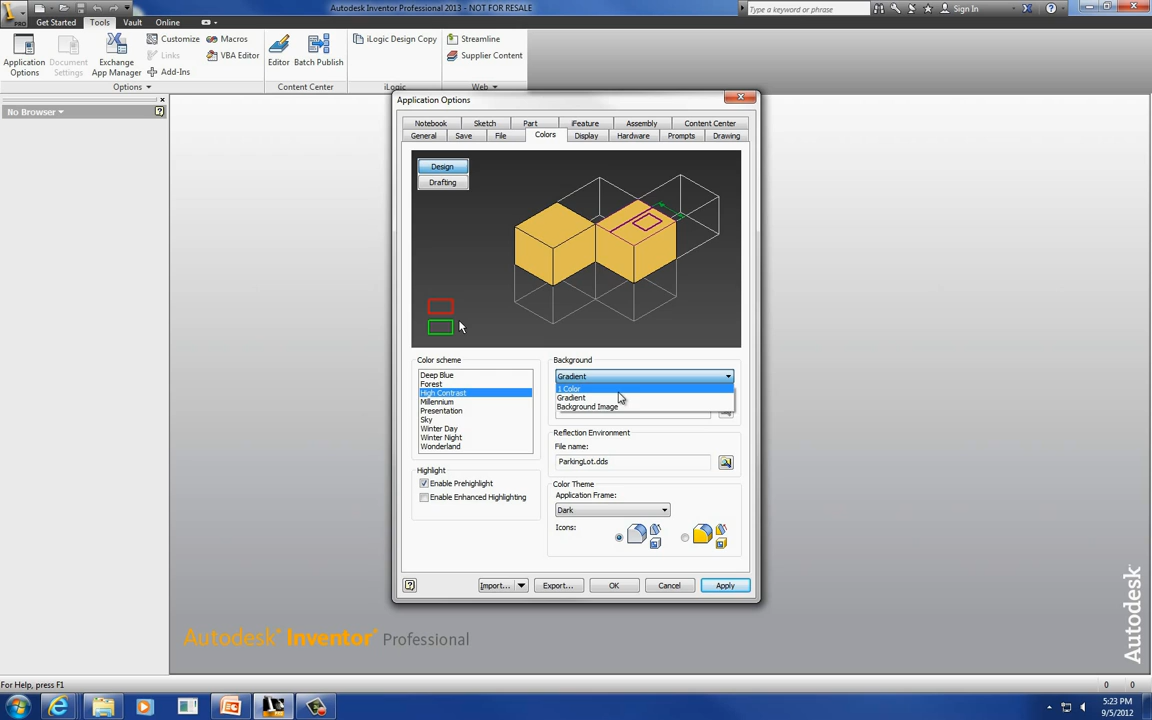 Autodesk Inventor Professional 2013 - NOT FOR RESALE
Type a keyword or phrase
Sign In
PRO
Get Started
Tools
Vault
Online
Application Options
Document Settings
Exchange App Manager
Customize
Links
Add-Ins
Macros
VBA Editor
Editor
Batch Publish
iLogic Design Copy
Streamline
Supplier Content
Options
Content Center
iLogic
Web
No Browser
Application Options
Notebook
Sketch
Part
iFeature
Assembly
Content Center
General
Save
File
Colors
Display
Hardware
Prompts
Drawing
Design
Drafting
Color scheme
Deep Blue
Forest
High Contrast
Millennium
Presentation
Sky
Winter Day
Winter Night
Wonderland
Highlight
Enable Prehighlight
Enable Enhanced Highlighting
Background
Gradient
1 Color
Gradient
Background Image
Reflection Environment
File name:
ParkingLot.dds
Color Theme
Application Frame:
Dark
Icons:
Import...
Export...
OK
Cancel
Apply
Autodesk Inventor Professional
Autodesk
For Help, press F1
0
0
5:23 PM
9/5/2012